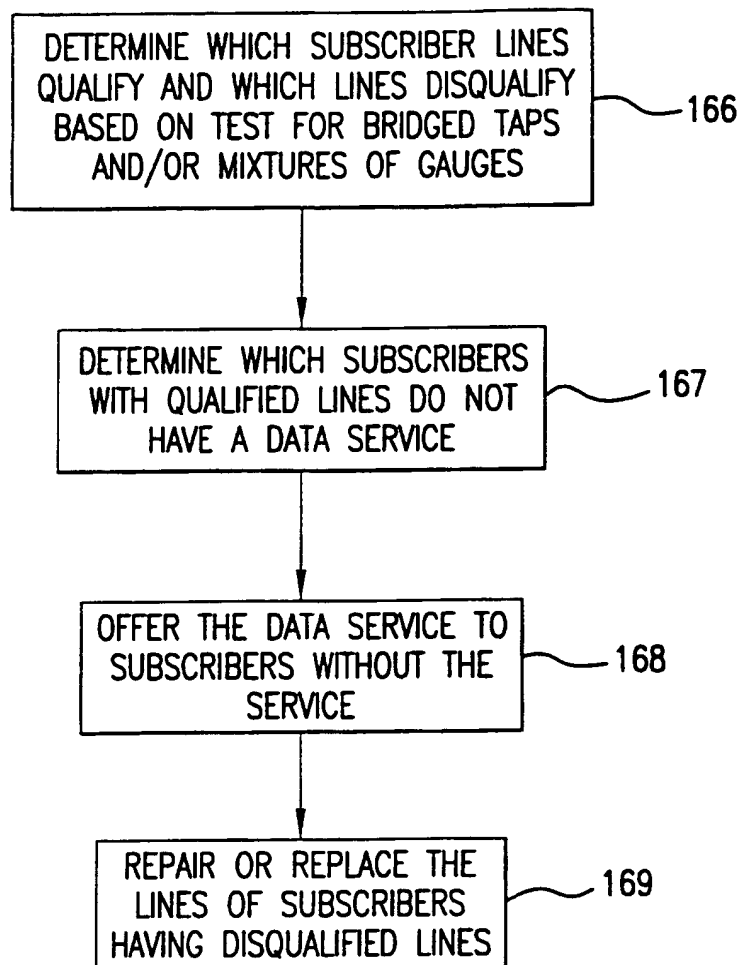 DETERMINE WHICH SUBSCRIBER LINES
QUALIFY AND WHICH LINES DISQUALIFY
BASED ON TEST FOR BRIDGED TAPS
AND/OR MIXTURES OF GAUGES
166
DETERMINE WHICH SUBSCRIBERS
WITH QUALIFIED LINES DO NOT
HAVE A DATA SERVICE
167
OFFER THE DATA SERVICE TO
SUBSCRIBERS WITHOUT THE
SERVICE
168
REPAIR OR REPLACE THE
LINES OF SUBSCRIBERS
HAVING DISQUALIFIED LINES
169